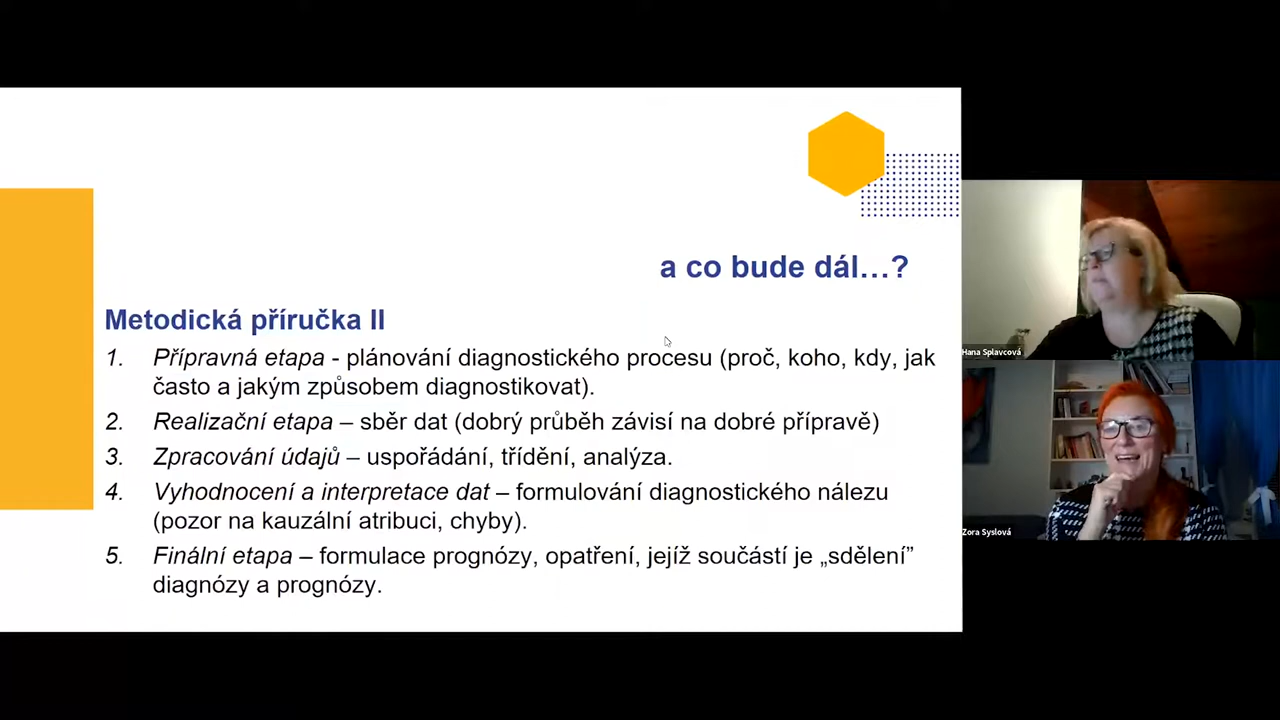 a co bude dál…?
Metodická příručka II
1. Přípravná etapa - plánování diagnostického procesu (proč, koho, kdy, jak
často a jakým způsobem diagnostikovat).
2. Realizační etapa – sběr dat (dobrý průběh závisí na dobré přípravě)
3. Zpracování údajů – uspořádání, třídění, analýza.
4. Vyhodnocení a interpretace dat – formulování diagnostického nálezu
(pozor na kauzální atribuci, chyby).
5. Finální etapa – formulace prognózy, opatření, jejíž součástí je „sdělení”
diagnózy a prognózy.
Hana Splavcová
Zora Syslová